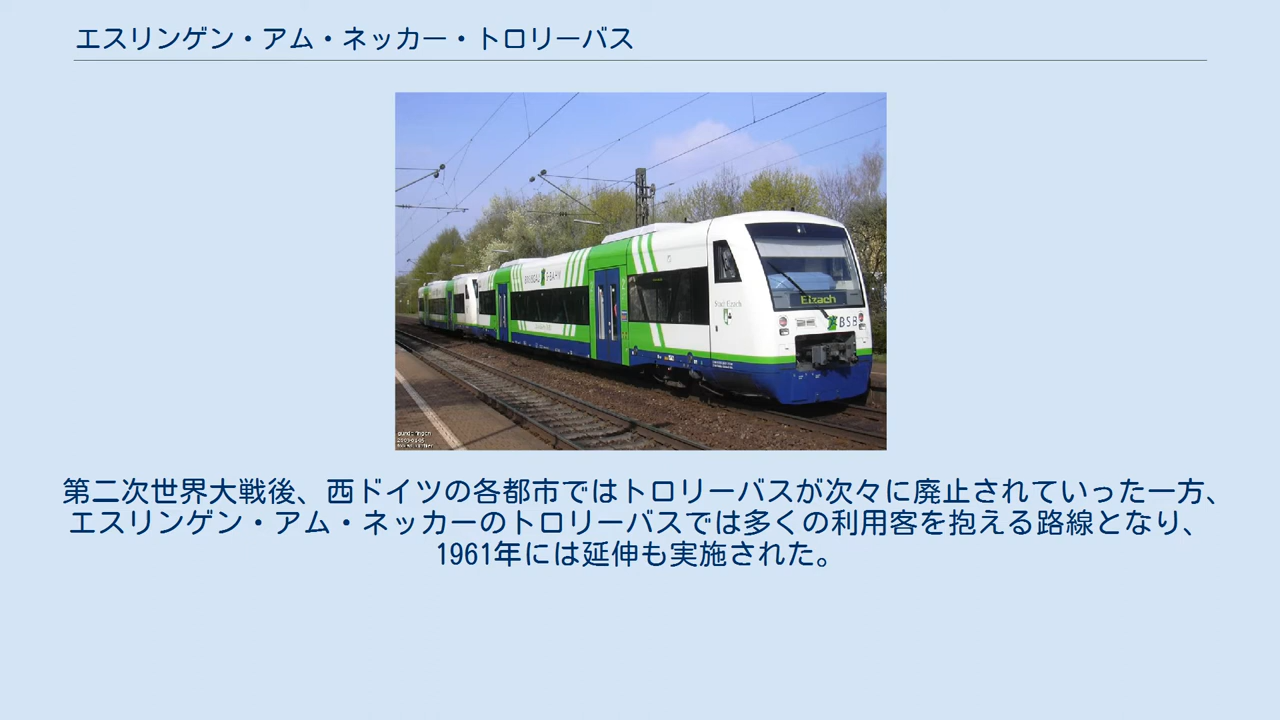 エスリンゲン・アム・ネッカー・トロリーバス
BREISGAU S-BAHN
Stadt Elzach
Elzach
BSB
第二次世界大戦後、西ドイツの各都市ではトロリーバスが次々に廃止されていった一方、
エスリンゲン・アム・ネッカーのトロリーバスでは多くの利用客を抱える路線となり、
1961年には延伸も実施された。